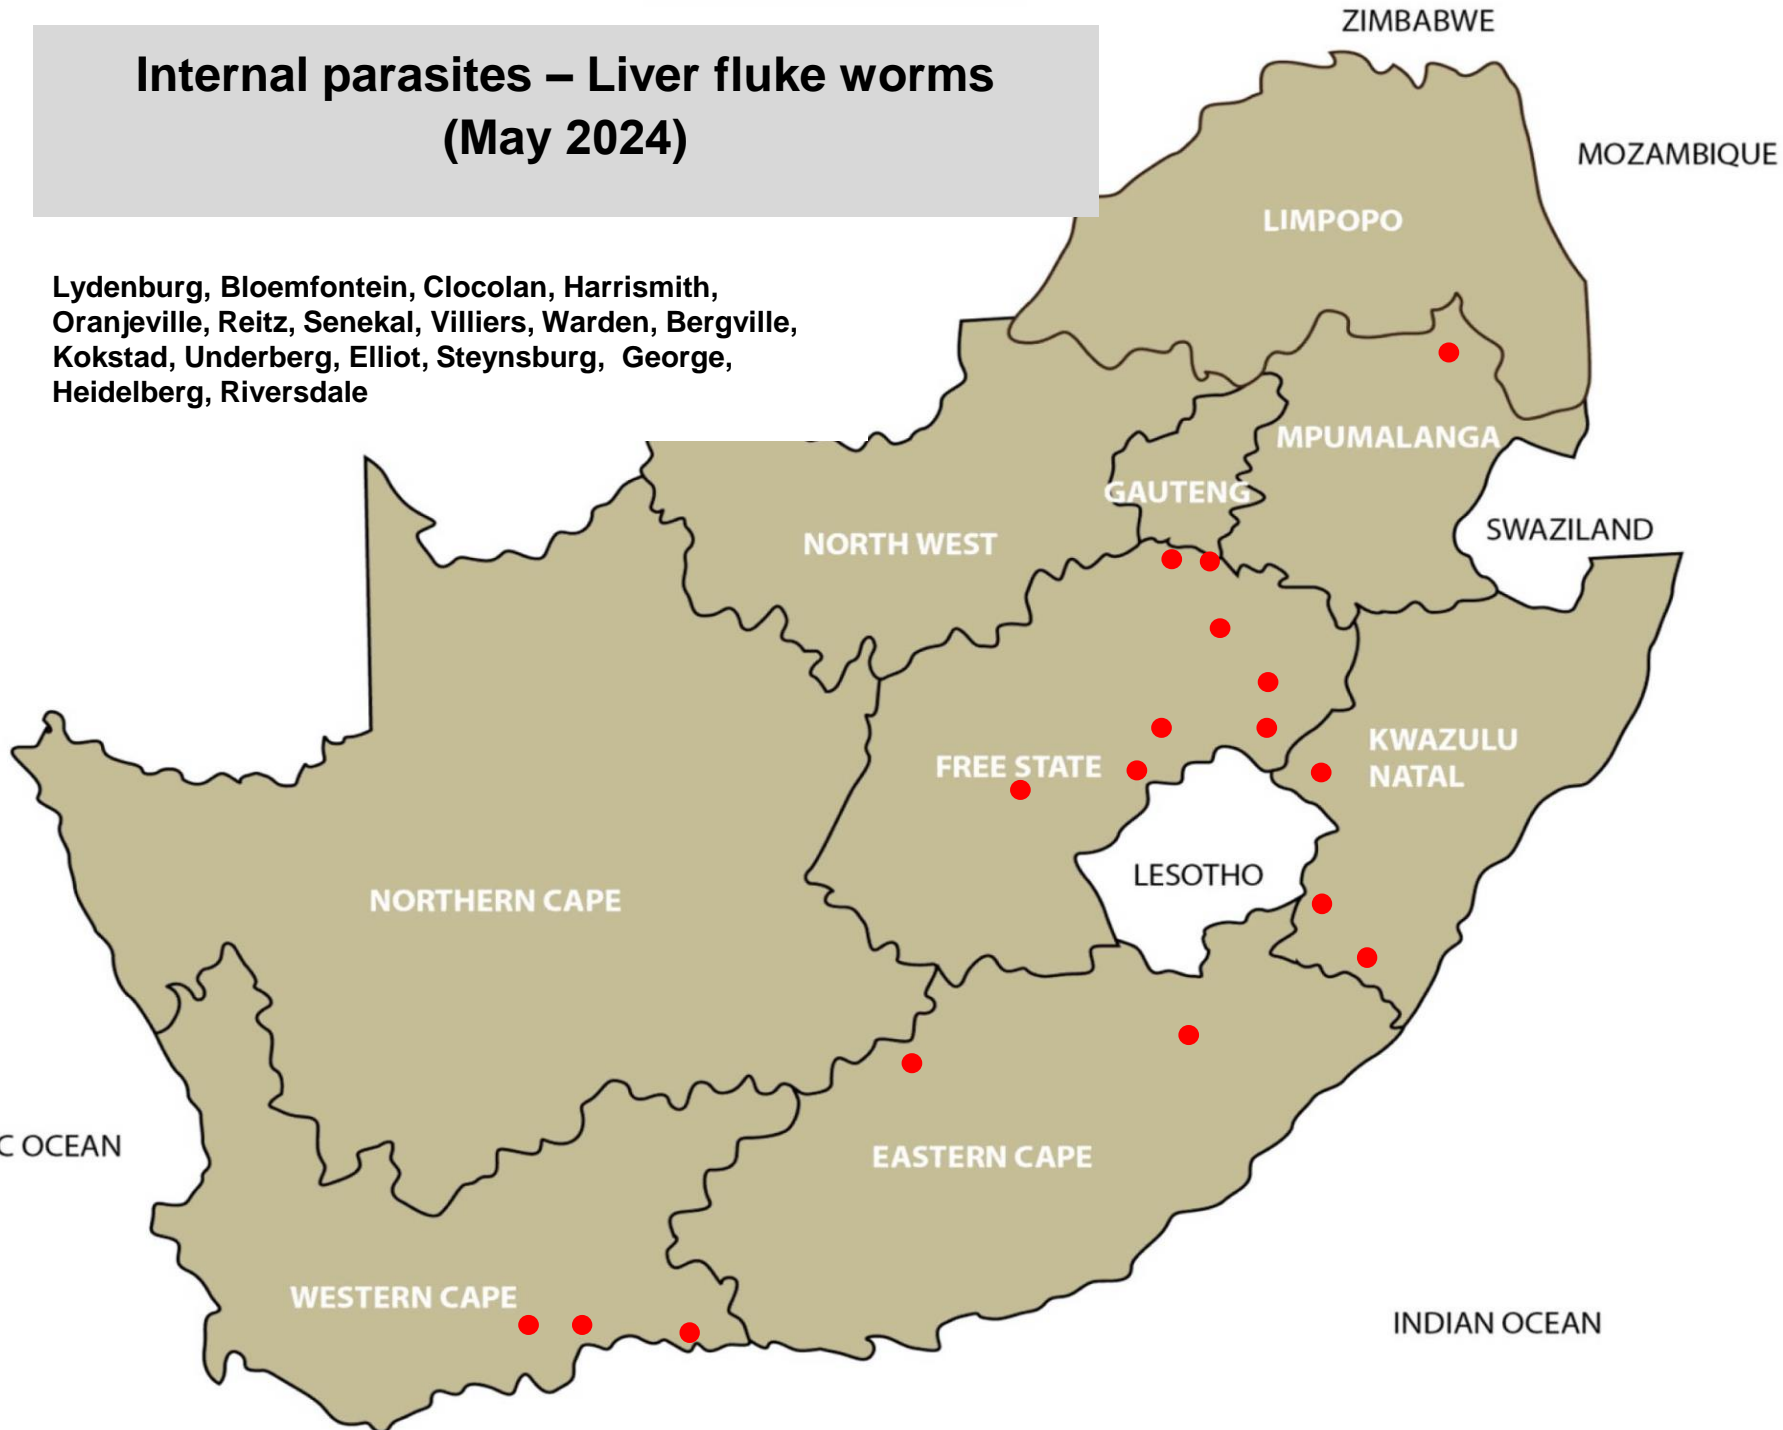 ZIMBABWE
Internal parasites – Liver fluke worms
(May 2024)
MOZAMBIQUE
LIMPOPO
Lydenburg, Bloemfontein, Clocolan, Harrismith,
Oranjeville, Reitz, Senekal, Villiers, Warden, Bergville,
Kokstad, Underberg, Elliot, Steynsburg, George,
Heidelberg, Riversdale
MPUMALANGA
GAUTENG
SWAZILAND
NORTH WEST
KWAZULU
NATAL
FREE STATE
LESOTHO
NORTHERN CAPE
C OCEAN
EASTERN CAPE
WESTERN CAPE
INDIAN OCEAN